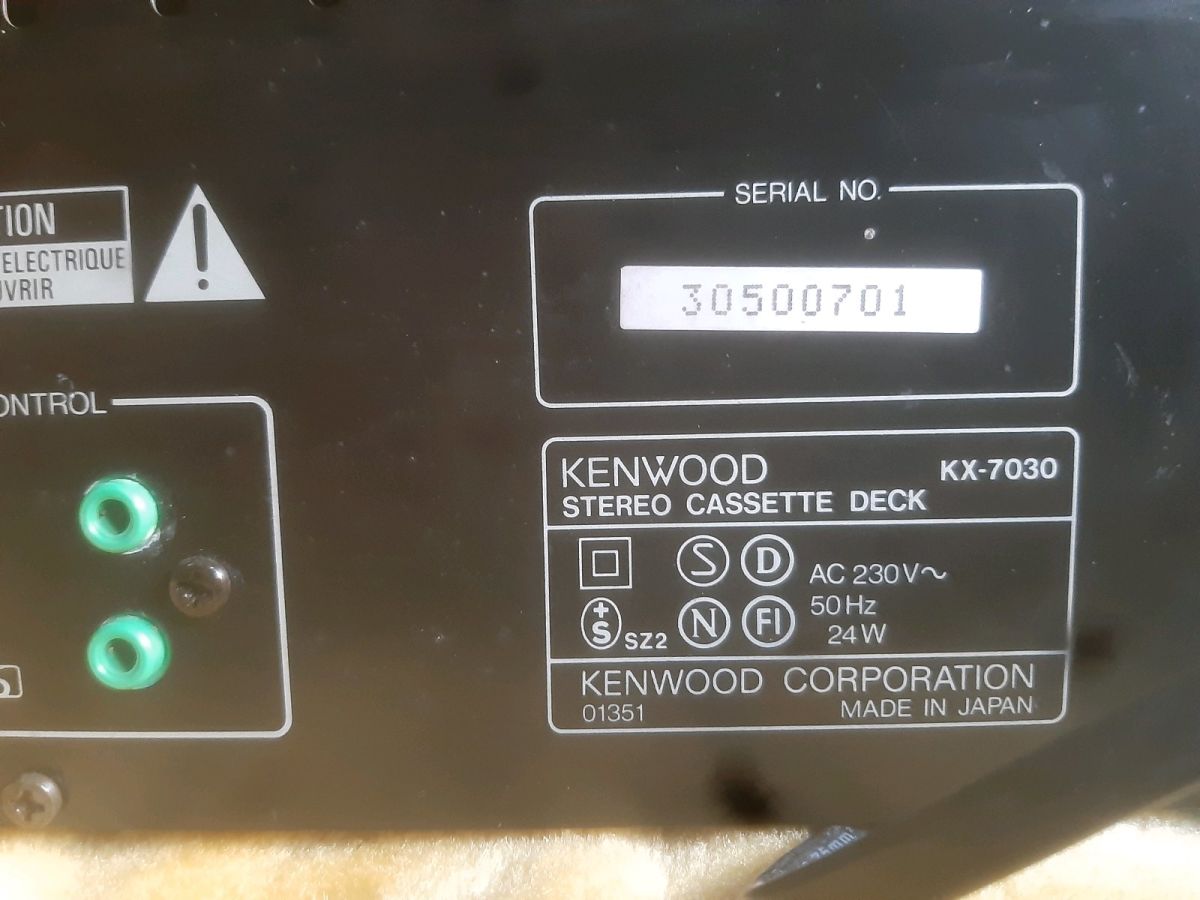 TION
ELECTRIQUE
UVRIR
SERIAL NO.
30500701
ONTROL
KENWOOD KX-7030
STEREO CASSETTE DECK
S D AC 230V~
50Hz
+S SZ2 N FI
24W
KENWOOD CORPORATION
01351 MADE IN JAPAN